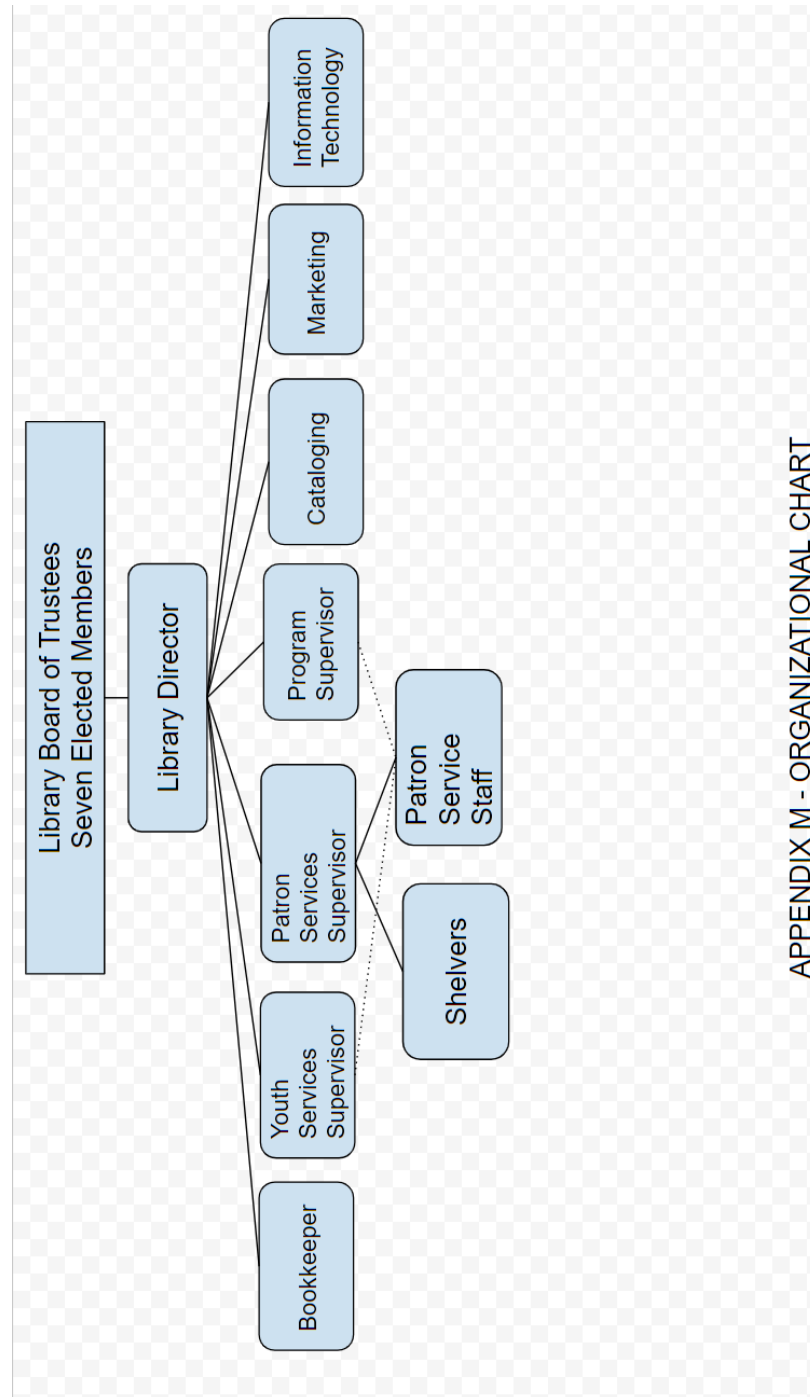 Library Board of Trustees
Seven Elected Members
Library Director
Bookkeeper
Youth
Services
Supervisor
Patron
Services
Supervisor
Program
Supervisor
Cataloging
Marketing
Information
Technology
Shelvers
Patron
Service
Staff
APPENDIX M - ORGANIZATIONAL CHART